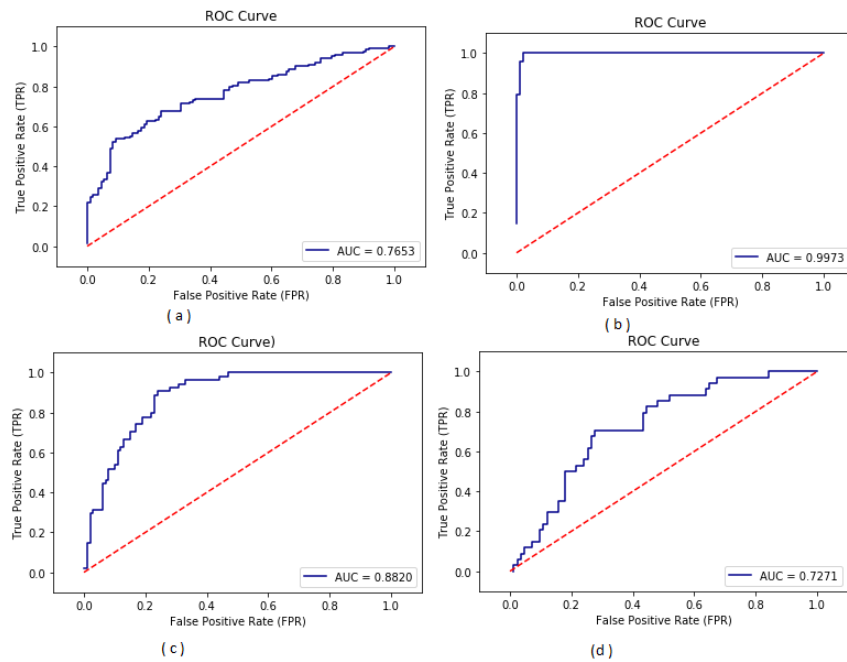 ROC Curve
True Positive Rate (TPR)
1.0
0.8
0.6
0.4
0.2
0.0
AUC = 0.7653
0.0 0.2 0.4 0.6 0.8 1.0
False Positive Rate (FPR)
( a )
ROC Curve
True Positive Rate (TPR)
1.0
0.8
0.6
0.4
0.2
0.0
AUC = 0.9973
0.0 0.2 0.4 0.6 0.8 1.0
False Positive Rate (FPR)
( b )
ROC Curve)
True Positive Rate (TPR)
1.0
0.8
0.6
0.4
0.2
0.0
AUC = 0.8820
0.0 0.2 0.4 0.6 0.8 1.0
False Positive Rate (FPR)
( c )
ROC Curve
True Positive Rate (TPR)
1.0
0.8
0.6
0.4
0.2
0.0
AUC = 0.7271
0.0 0.2 0.4 0.6 0.8 1.0
False Positive Rate (FPR)
(d )